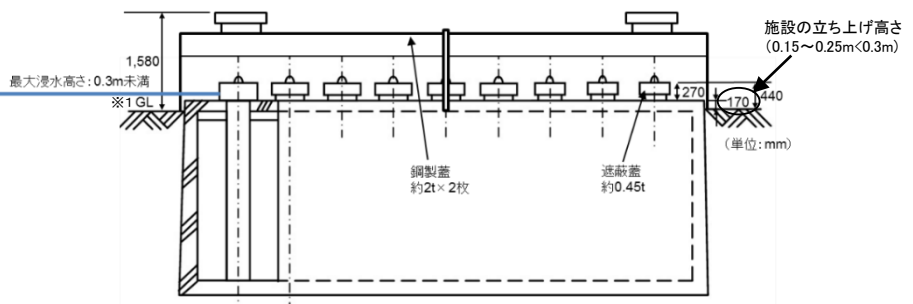 施設の立ち上げ高さ
(0.15～0.25m<0.3m)
1,580
最大浸水高さ:0.3m未満
※1 GL
270
170
440
(単位:mm)
鋼製蓋
約2t×2枚
遮蔽蓋
約0.45t